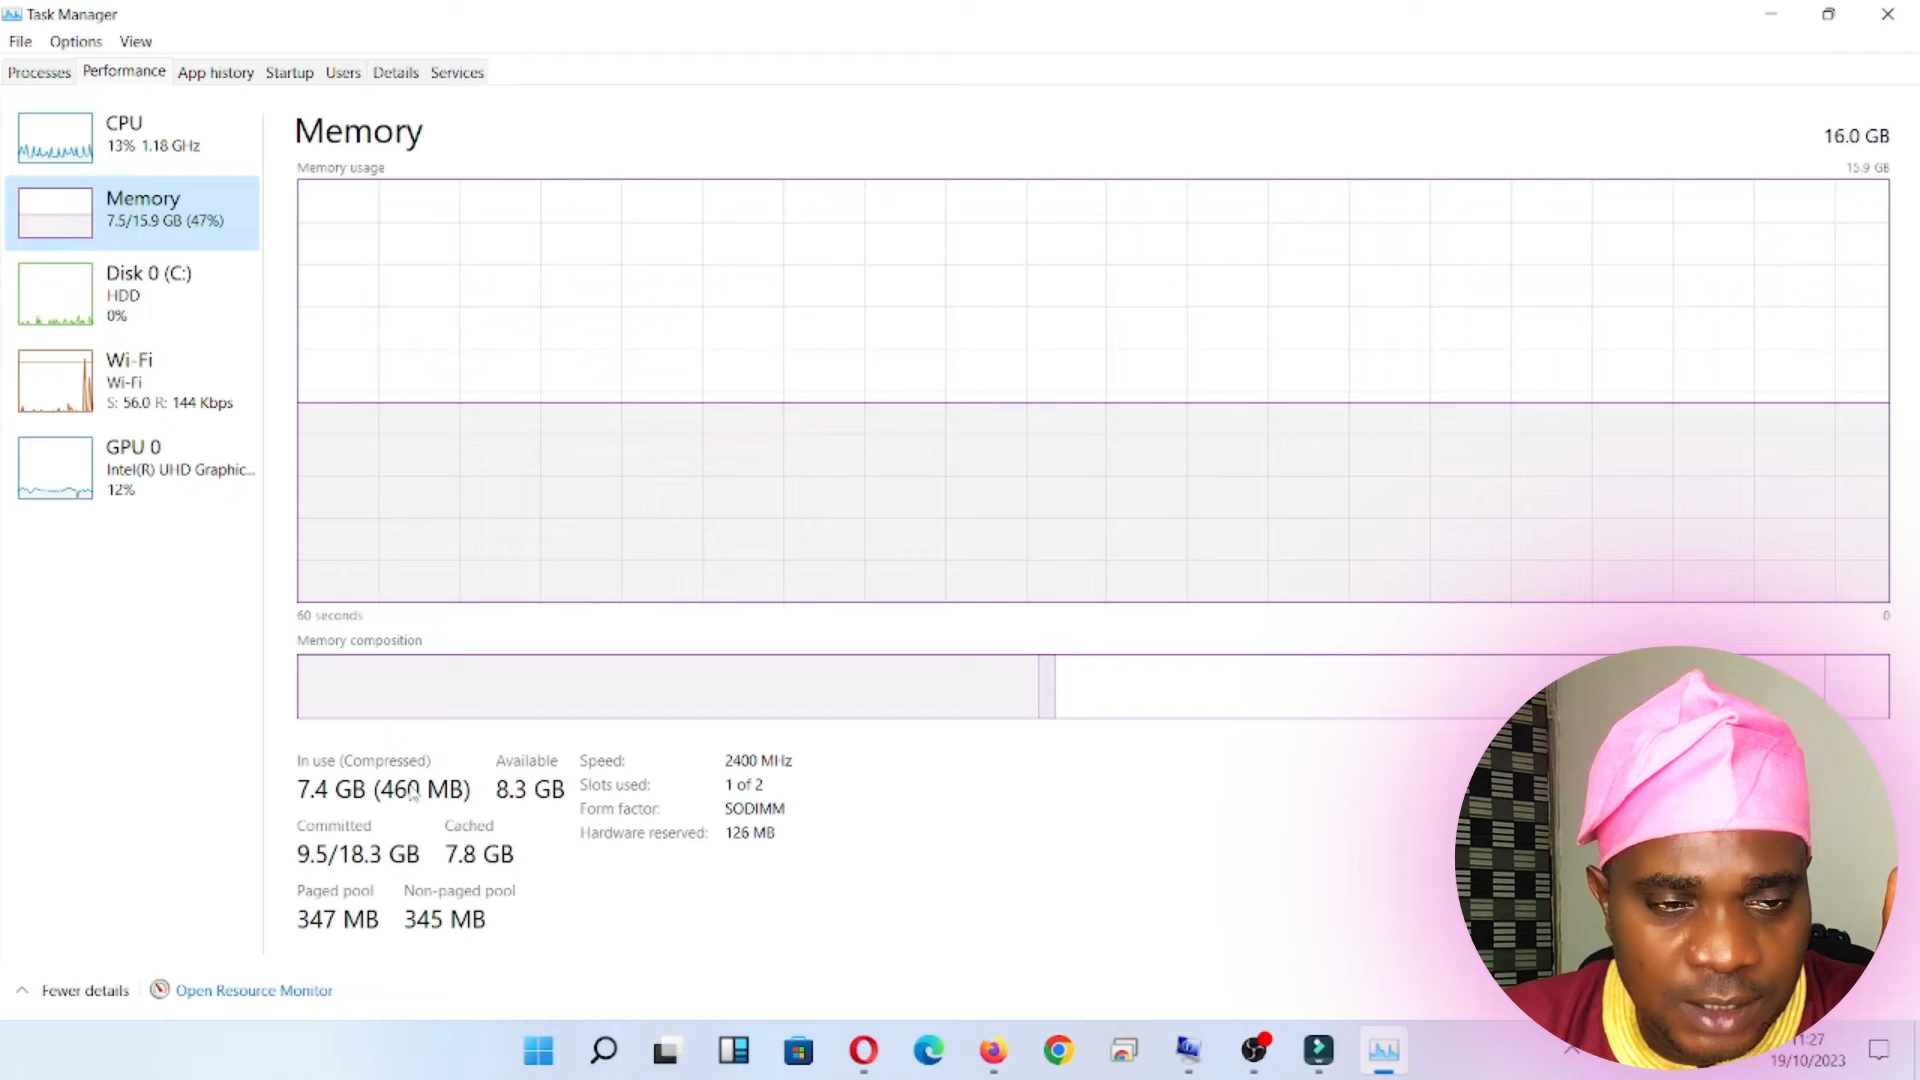 Task Manager
File Options View
Processes Performance App history Startup Users Details Services
CPU
13% 1.18 GHz
Memory
7.5/15.9 GB (47%)
Disk 0 (C:)
HDD
0%
Wi-Fi
Wi-Fi
S: 56.0 R: 144 Kbps
GPU 0
Intel(R) UHD Graphic...
12%
Memory 16.0 GB
Memory usage 15.9 GB
60 seconds 0
Memory composition
In use (Compressed) Available
7.4 GB (460 MB) 8.3 GB
Committed Cached
9.5/18.3 GB 7.8 GB
Paged pool Non-paged pool
347 MB 345 MB
Speed: 2400 MHz
Slots used: 1 of 2
Form factor: SODIMM
Hardware reserved: 126 MB
Fewer details Open Resource Monitor
11:27
19/10/2023